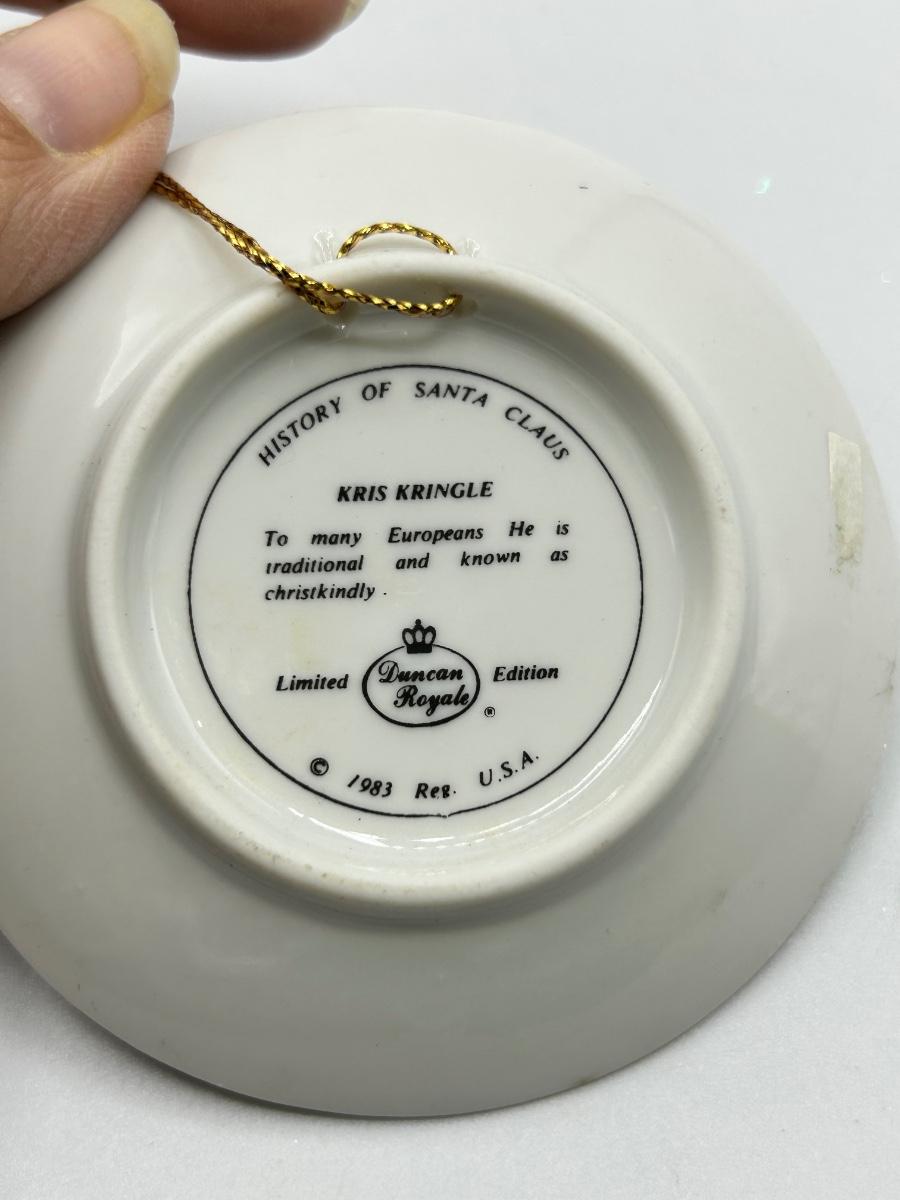 HISTORY OF SANTA CLAUS
KRIS KRINGLE
To many Europeans He is
traditional and known as
christkindly.
Limited Duncan Royale ® Edition
© 1983 Reg. U.S.A.